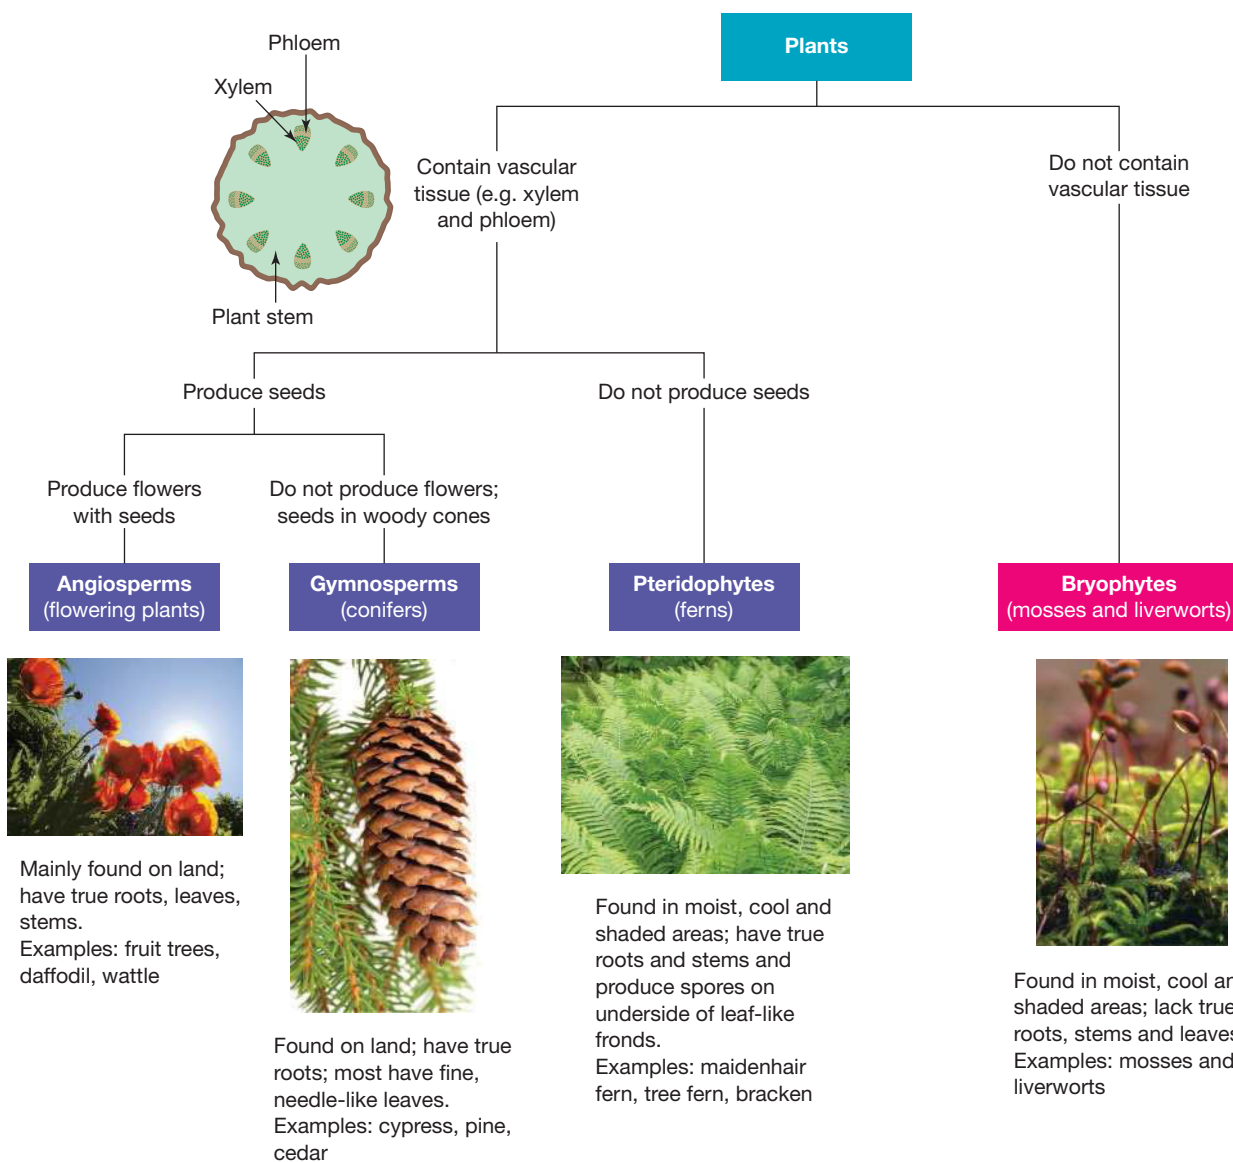 Phloem
Xylem
Plant stem
Plants
Contain vascular
tissue (e.g. xylem
and phloem)
Do not contain
vascular tissue
Produce seeds
Do not produce seeds
Produce flowers
with seeds
Do not produce flowers;
seeds in woody cones
Angiosperms
(flowering plants)
Gymnosperms
(conifers)
Pteridophytes
(ferns)
Bryophytes
(mosses and liverworts)
Mainly found on land;
have true roots, leaves,
stems.
Examples: fruit trees,
daffodil, wattle
Found on land; have true
roots; most have fine,
needle-like leaves.
Examples: cypress, pine,
cedar
Found in moist, cool and
shaded areas; have true
roots and stems and
produce spores on
underside of leaf-like
fronds.
Examples: maidenhair
fern, tree fern, bracken
Found in moist, cool
shaded areas; lack true
roots, stems and leaves
Examples: mosses and
liverworts